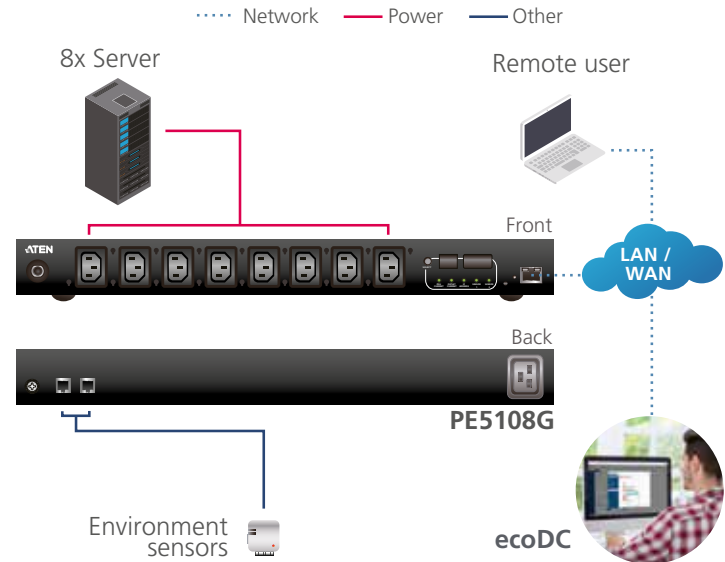 Network
Power
Other
8x Server
Remote user
Front
ATEN
LAN /
WAN
Back
PE5108G
Environment
sensors
ecoDC